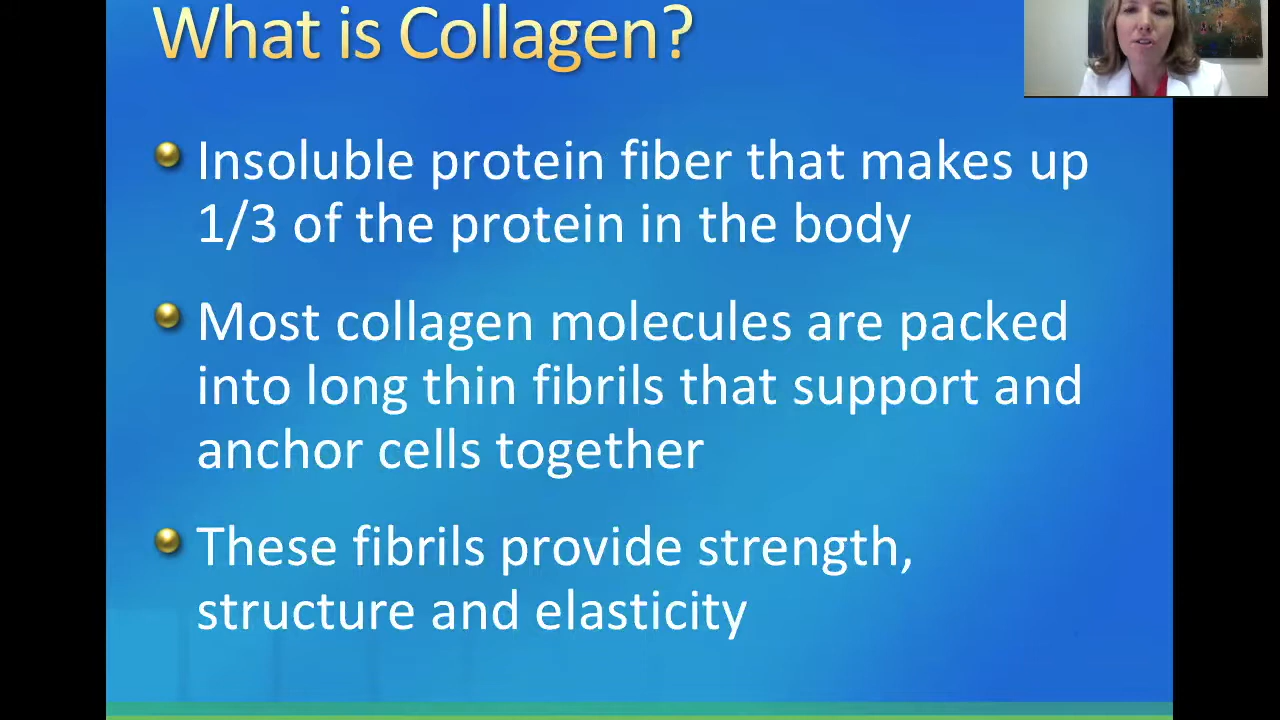 What is Collagen?
Insoluble protein fiber that makes up
1/3 of the protein in the body
Most collagen molecules are packed
into long thin fibrils that support and
anchor cells together
These fibrils provide strength,
structure and elasticity